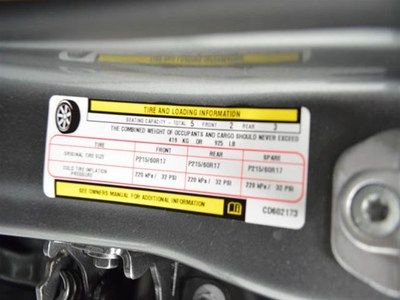 TIRE AND LOADING INFORMATION
SEATING CAPACITY - TOTAL 5 FRONT 2 REAR 3
THE COMBINED WEIGHT OF OCCUPANTS AND CARGO SHOULD NEVER EXCEED
419 KG OR 925 LB
TIRE FRONT REAR SPARE
ORIGINAL TIRE SIZE P215/60R17 P215/60R17 P215/60R17
COLD TIRE INFLATION PRESSURE 220 kPa / 32 PSI 220 kPa / 32 PSI 220 kPa / 32 PSI
SEE OWNERS MANUAL FOR ADDITIONAL INFORMATION
CD602173